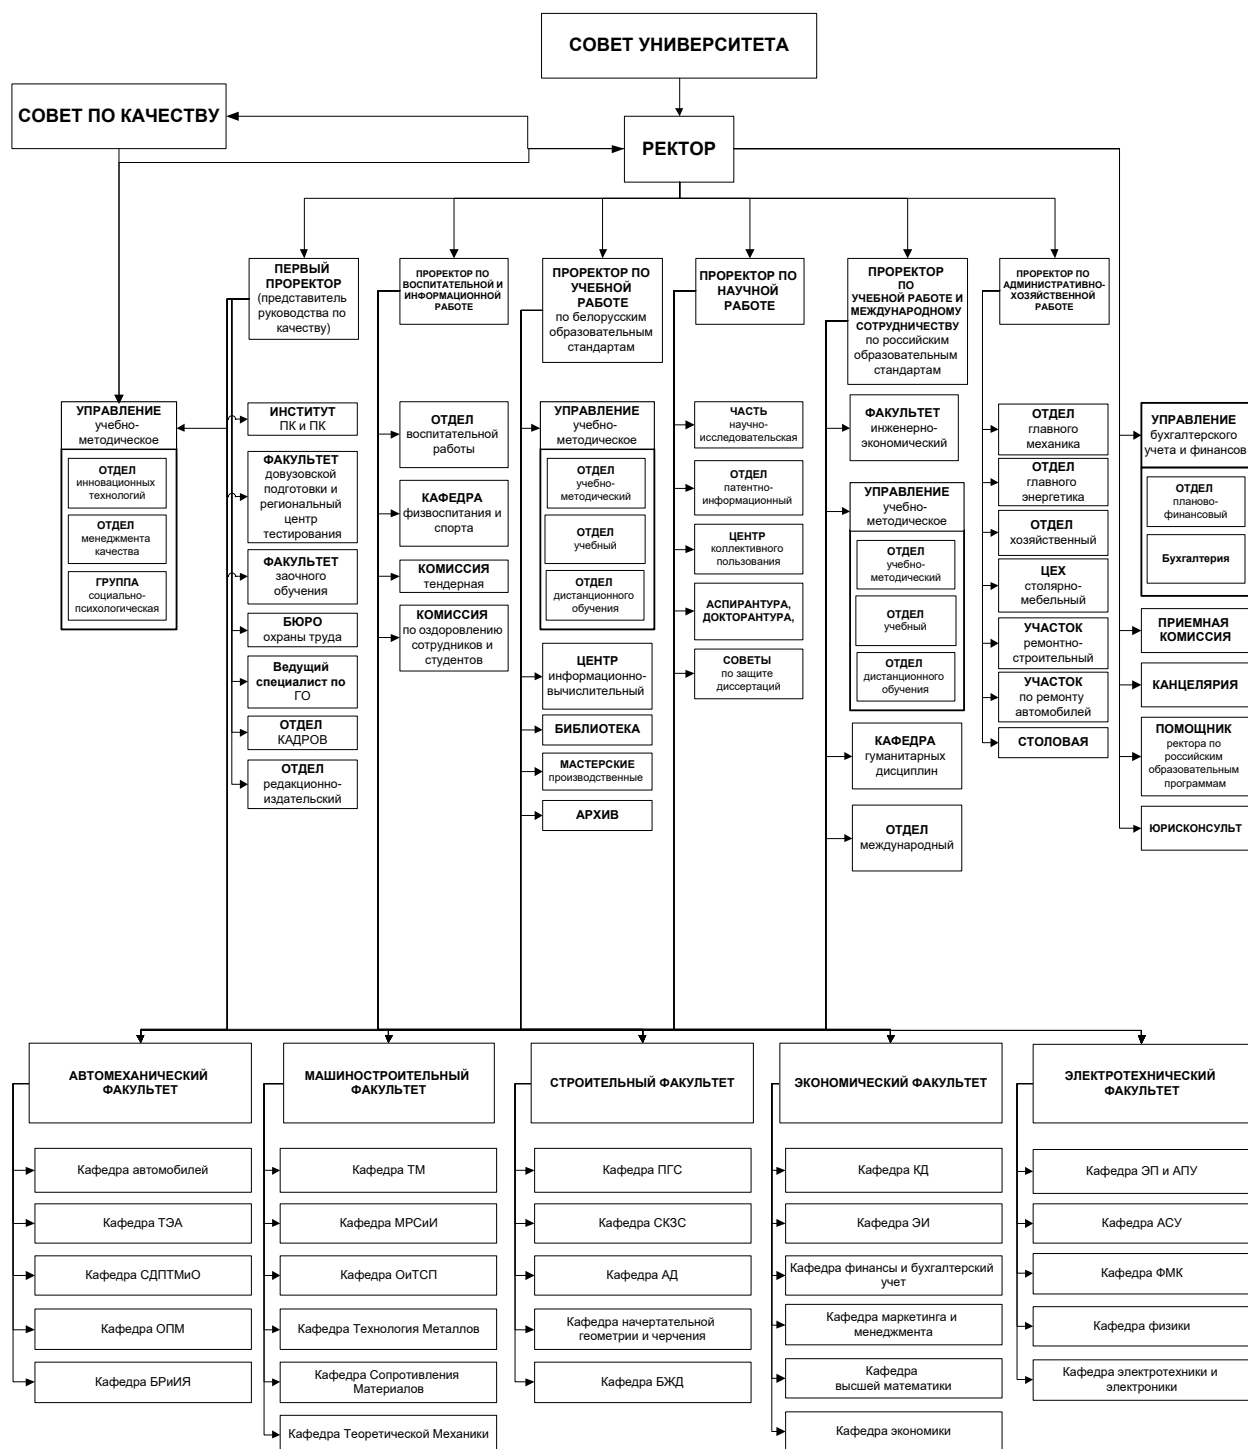 СОВЕТ УНИВЕРСИТЕТА
СОВЕТ ПО КАЧЕСТВУ
РЕКТОР
ПЕРВЫЙ
ПРОРЕКТОР
(представитель
руководства по
качеству)
ПРОРЕКТОР ПО
ВОСПИТАТЕЛЬНОЙ И
ИНФОРМАЦИОННОЙ
РАБОТЕ
ПРОРЕКТОР ПО
УЧЕБНОЙ
РАБОТЕ
по белорусским
образовательным
стандартам
ПРОРЕКТОР ПО
НАУЧНОЙ
РАБОТЕ
ПРОРЕКТОР
ПО
УЧЕБНОЙ РАБОТЕ И
МЕЖДУНАРОДНОМУ
СОТРУДНИЧЕСТВУ
по российским
образовательным
стандартам
ПРОРЕКТОР ПО
АДМИНИСТРАТИВНО-
ХОЗЯЙСТВЕННОЙ
РАБОТЕ
УПРАВЛЕНИЕ
учебно-
методическое
ОТДЕЛ
инновационных
технологий
ОТДЕЛ
менеджмента
качества
ГРУППА
социально-
психологическая
ИНСТИТУТ
ПК и ПК
ФАКУЛЬТЕТ
довузовской
подготовки и
региональный
центр
тестирования
ФАКУЛЬТЕТ
заочного
обучения
БЮРО
охраны труда
Ведущий
специалист по
ГО
ОТДЕЛ
КАДРОВ
ОТДЕЛ
редакционно-
издательский
ОТДЕЛ
воспитательной
работы
КАФЕДРА
физвоспитания и
спорта
КОМИССИЯ
тендерная
КОМИССИЯ
по оздоровлению
сотрудников и
студентов
УПРАВЛЕНИЕ
учебно-
методическое
ОТДЕЛ
учебно-
методический
ОТДЕЛ
учебный
ОТДЕЛ
дистанционного
обучения
ЦЕНТР
информационно-
вычислительный
БИБЛИОТЕКА
МАСТЕРСКИЕ
производственные
АРХИВ
ЧАСТЬ
научно-
исследовательская
ОТДЕЛ
патентно-
информационный
ЦЕНТР
коллективного
пользования
АСПИРАНТУРА,
ДОКТОРАНТУРА,
СОВЕТЫ
по защите
диссертаций
ФАКУЛЬТЕТ
инженерно-
экономический
УПРАВЛЕНИЕ
учебно-
методическое
ОТДЕЛ
учебно-
методический
ОТДЕЛ
учебный
ОТДЕЛ
дистанционного
обучения
КАФЕДРА
гуманитарных
дисциплин
ОТДЕЛ
международный
ОТДЕЛ
главного
механика
ОТДЕЛ
главного
энергетика
ОТДЕЛ
хозяйственный
ЦЕХ
столярно-
мебельный
УЧАСТОК
ремонтно-
строительный
УЧАСТОК
по ремонту
автомобилей
СТОЛОВАЯ
УПРАВЛЕНИЕ
бухгалтерского
учета и финансов
ОТДЕЛ
планово-
финансовый
Бухгалтерия
ПРИЕМНАЯ
КОМИССИЯ
КАНЦЕЛЯРИЯ
ПОМОЩНИК
ректора по
российский
образовательным
программам
ЮРИСКОНСУЛЬТ
АВТОМЕХАНИЧЕСКИЙ
ФАКУЛЬТЕТ
Кафедра автомобилей
Кафедра ТЭА
Кафедра СДПТМиО
Кафедра ОПМ
Кафедра БРиИЯ
МАШИНОСТРОИТЕЛЬНЫЙ
ФАКУЛЬТЕТ
Кафедра ТМ
Кафедра МРСиИ
Кафедра ОиТСП
Кафедра Технология Металлов
Кафедра Сопротивления
Материалов
Кафедра Теоретической Механики
СТРОИТЕЛЬНЫЙ ФАКУЛЬТЕТ
Кафедра ПГС
Кафедра СКЗС
Кафедра АД
Кафедра начертательной
геометрии и черчения
Кафедра БЖД
ЭКОНОМИЧЕСКИЙ ФАКУЛЬТЕТ
Кафедра КД
Кафедра ЭИ
Кафедра финансы и бухгалтерский
учет
Кафедра маркетинга и
менеджмента
Кафедра
высшей математики
Кафедра экономики
ЭЛЕКТРОТЕХНИЧЕСКИЙ
ФАКУЛЬТЕТ
Кафедра ЭП и АПУ
Кафедра АСУ
Кафедра ФМК
Кафедра физики
Кафедра электротехники и
электроники